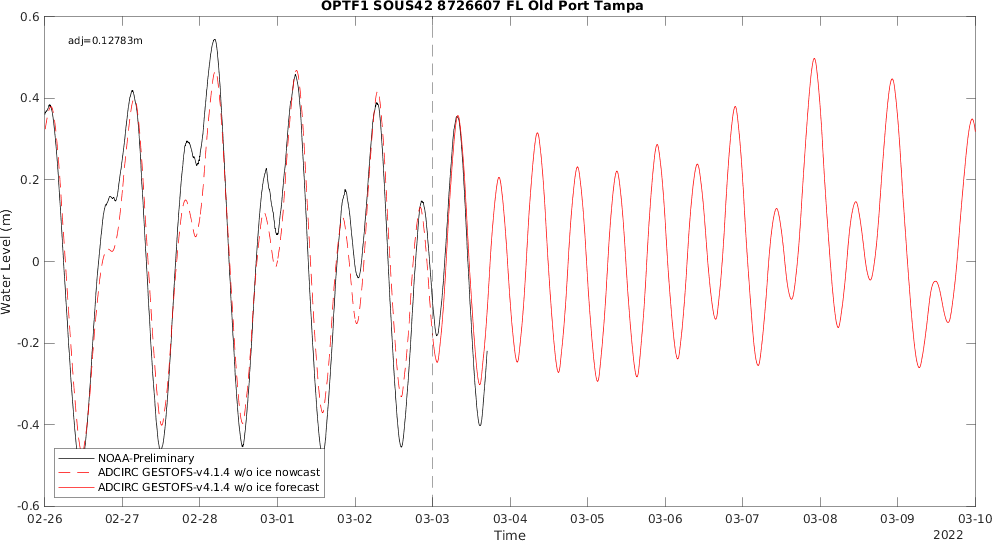 OPTF1 SOUS42 8726607 FL Old Port Tampa
adj=0.12783m
0.6
0.4
0.2
0
-0.2
-0.4
-0.6
Water Level (m)
NOAA-Preliminary
ADCIRC GESTOFS-v4.1.4 w/o ice nowcast
ADCIRC GESTOFS-v4.1.4 w/o ice forecast
02-26 02-27 02-28 03-01 03-02 03-03 03-04 03-05 03-06 03-07 03-08 03-09 03-10
Time
2022